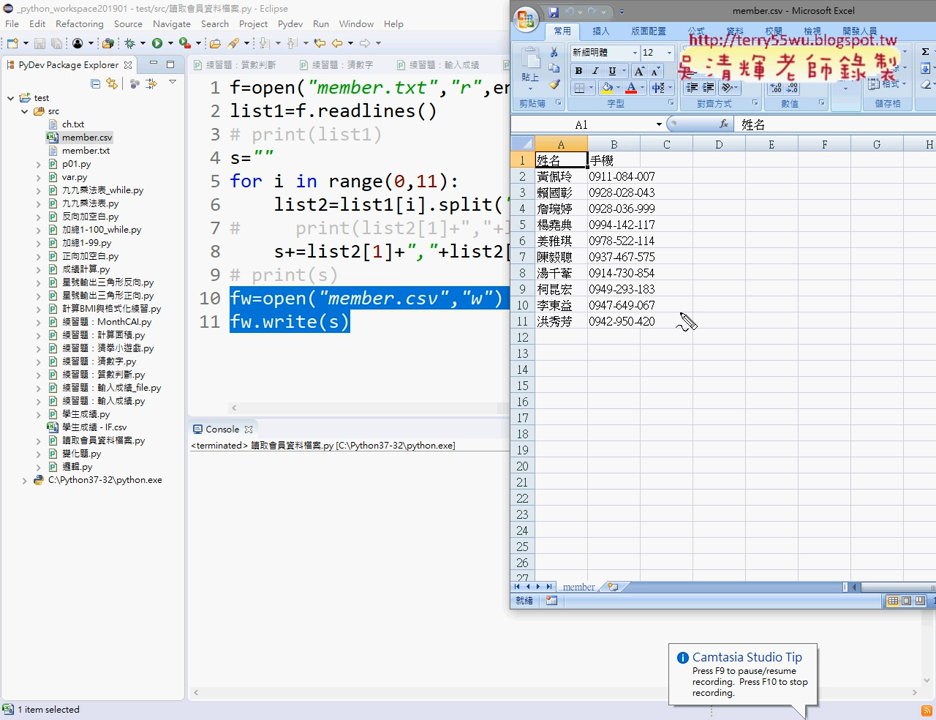 _python_workspace201901 - test/src/讀取會員資料檔案.py - Eclipse
File Edit Refactoring Source Navigate Search Project Pydev Run Window Help
PyDev Package Explorer
test
src
ch.txt
member.csv
member.txt
p01.py
var.py
九九乘法表_while.py
九九乘法表.py
反向加空白.py
加總1-100_while.py
加總1-99.py
正向加空白.py
成績計算.py
星號輸出三角形反向.py
星號輸出三角形正向.py
計算BMI與格式化練習.py
練習題：MonthCAl.py
練習題：計算面積.py
練習題：猜學小遊戲.py
練習題：猜數字.py
練習題：質數判斷.py
練習題：輸入成績_file.py
練習題：輸入成績.py
學生成績.py
學生成績 - IF.csv
讀取會員資料檔案.py
變化題.py
邏輯.py
C:\Python37-32\python.exe
練習題：質數判斷 練習題：猜數字 練習題：輸入成績
1 f=open("member.txt","r",en
2 list1=f.readlines()
3 # print(list1)
4 s=""
5 for i in range(0,11):
6 list2=list1[i].split('
7 # print(list2[1]+","+l
8 s+=list2[1]+","+list2[
9 # print(s)
10 fw=open("member.csv","w")
11 fw.write(s)
Console
<terminated> 讀取會員資料檔案.py [C:\Python37-32\python.exe]
member.csv - Microsoft Excel
常用 插入 版面配置 公式 資料 校閱 檢視 開發人員
http://terry55wu.blogspot.tw
吳清輝老師錄製
貼上
新細明體 12
B I U A A
剪貼簿 字型 對齊方式 數值 儲存格
A1 fx 姓名
A B C D E F G H
1 姓名 手機
2 黃佩玲 0911-084-007
3 賴國彰 0928-028-043
4 詹琬婷 0928-036-999
5 楊堯典 0994-142-117
6 姜雅琪 0978-522-114
7 陳毅聰 0937-467-575
8 湯千葦 0914-730-854
9 柯昆宏 0949-293-183
10 李東益 0947-649-067
11 洪秀芳 0942-950-420
12
13
14
15
16
17
18
19
20
21
22
23
24
25
26
27
member
就緒
Camtasia Studio Tip
Press F9 to pause/resume
recording. Press F10 to stop
recording.
1 item selected